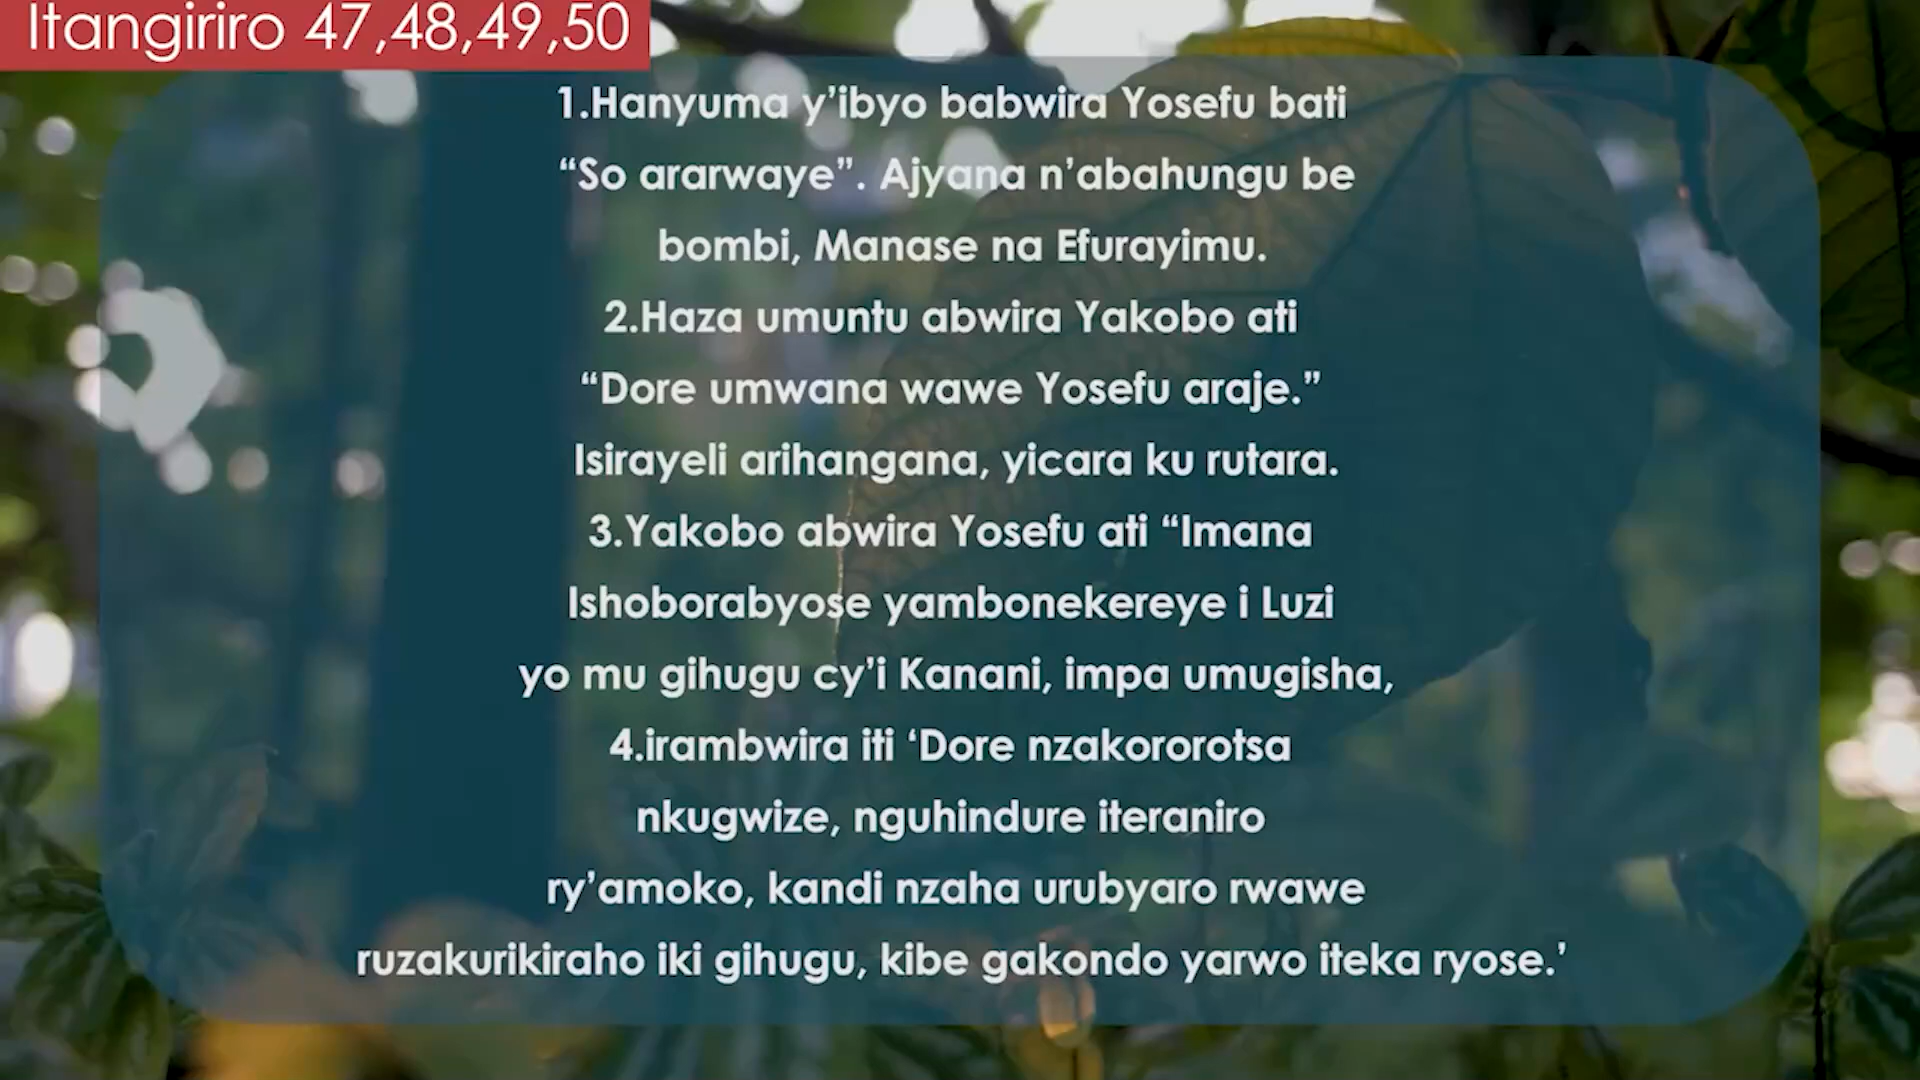 Itangiriro 47,48,49,50
1.Hanyuma y’ibyo babwira Yosefu bati
“So ararwaye”. Ajyana n’abahungu be
bombi, Manase na Efurayimu.
2.Haza umuntu abwira Yakobo ati
“Dore umwana wawe Yosefu araje.”
Isirayeli arihangana, yicara ku rutara.
3.Yakobo abwira Yosefu ati “Imana
Ishoborabyose yambonekereye i Luzi
yo mu gihugu cy’i Kanani, impa umugisha,
4.irambwira iti ‘Dore nzakororotsa
nkugwize, nguhindure iteraniro
ry’amoko, kandi nzaha urubyaro rwawe
ruzakurikiraho iki gihugu, kibe gakondo yarwo iteka ryose.’